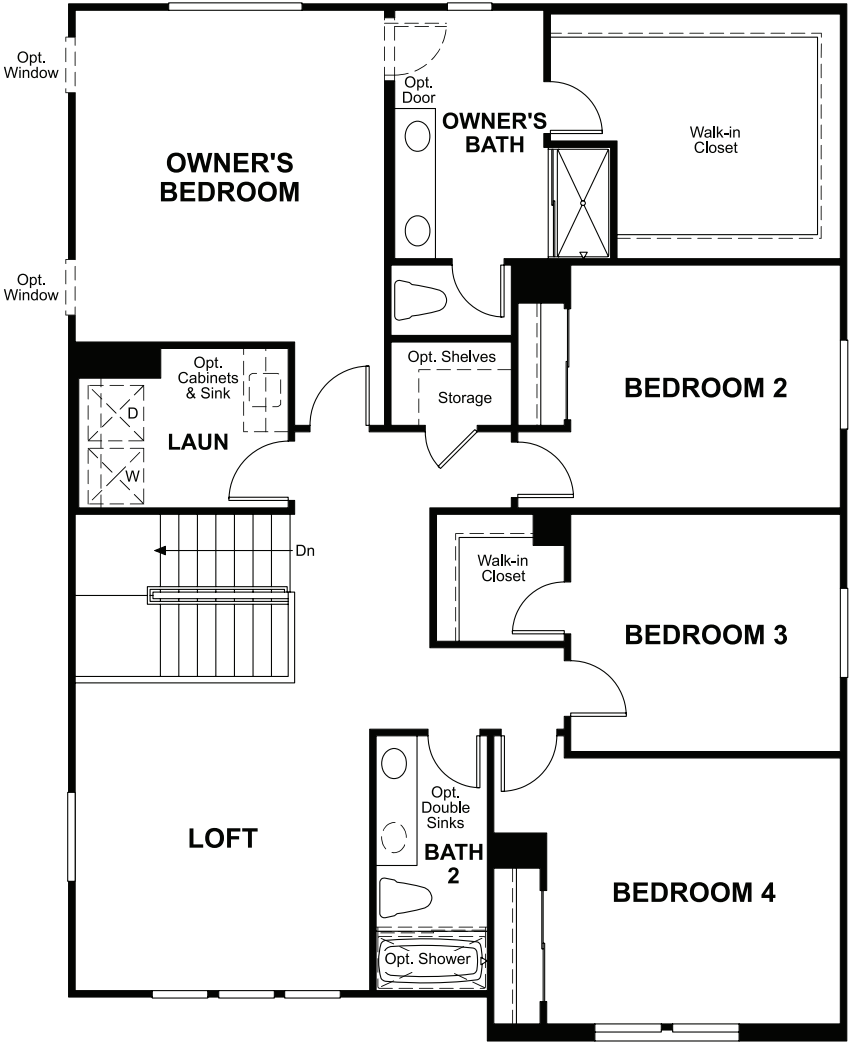 Opt.
Window
Opt.
Door
OWNER'S
BATH
Walk-in
Closet
OWNER'S
BEDROOM
Opt.
Window
Opt.
Cabinets
& Sink
Opt. Shelves
Storage
BEDROOM 2
D
LAUN
W
Dn
Walk-in
Closet
BEDROOM 3
LOFT
Opt.
Double
Sinks
BATH
2
BEDROOM 4
Opt. Shower